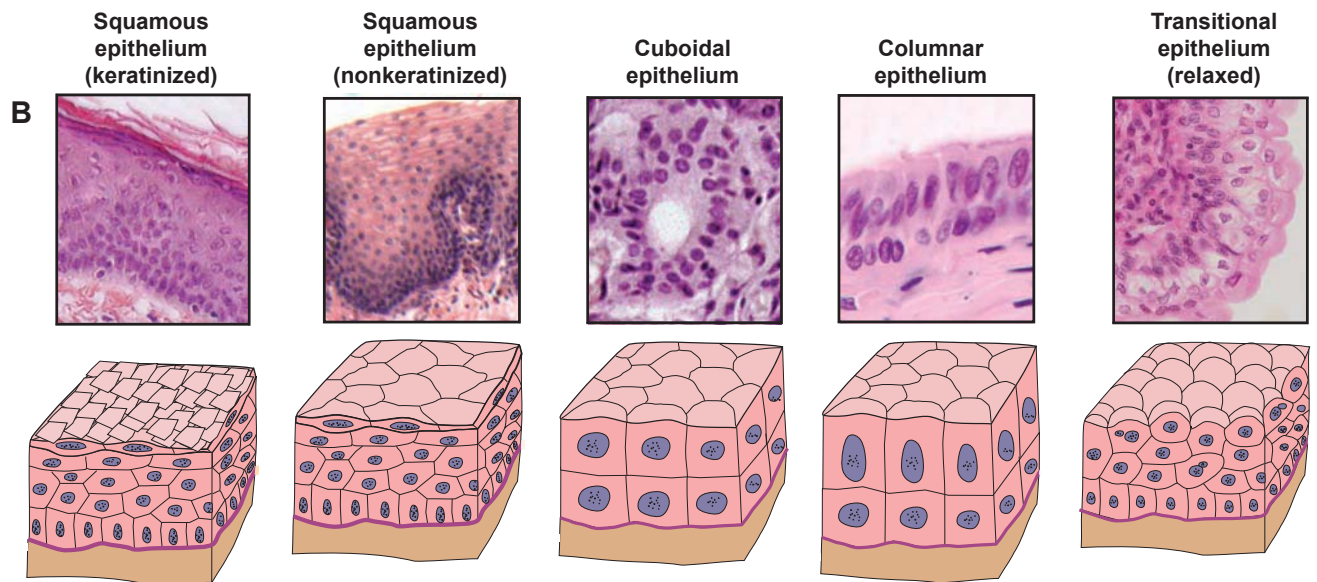 Squamous
epithelium
(keratinized)
Squamous
epithelium
(nonkeratinized)
Cuboidal
epithelium
Columnar
epithelium
Transitional
epithelium
(relaxed)
B